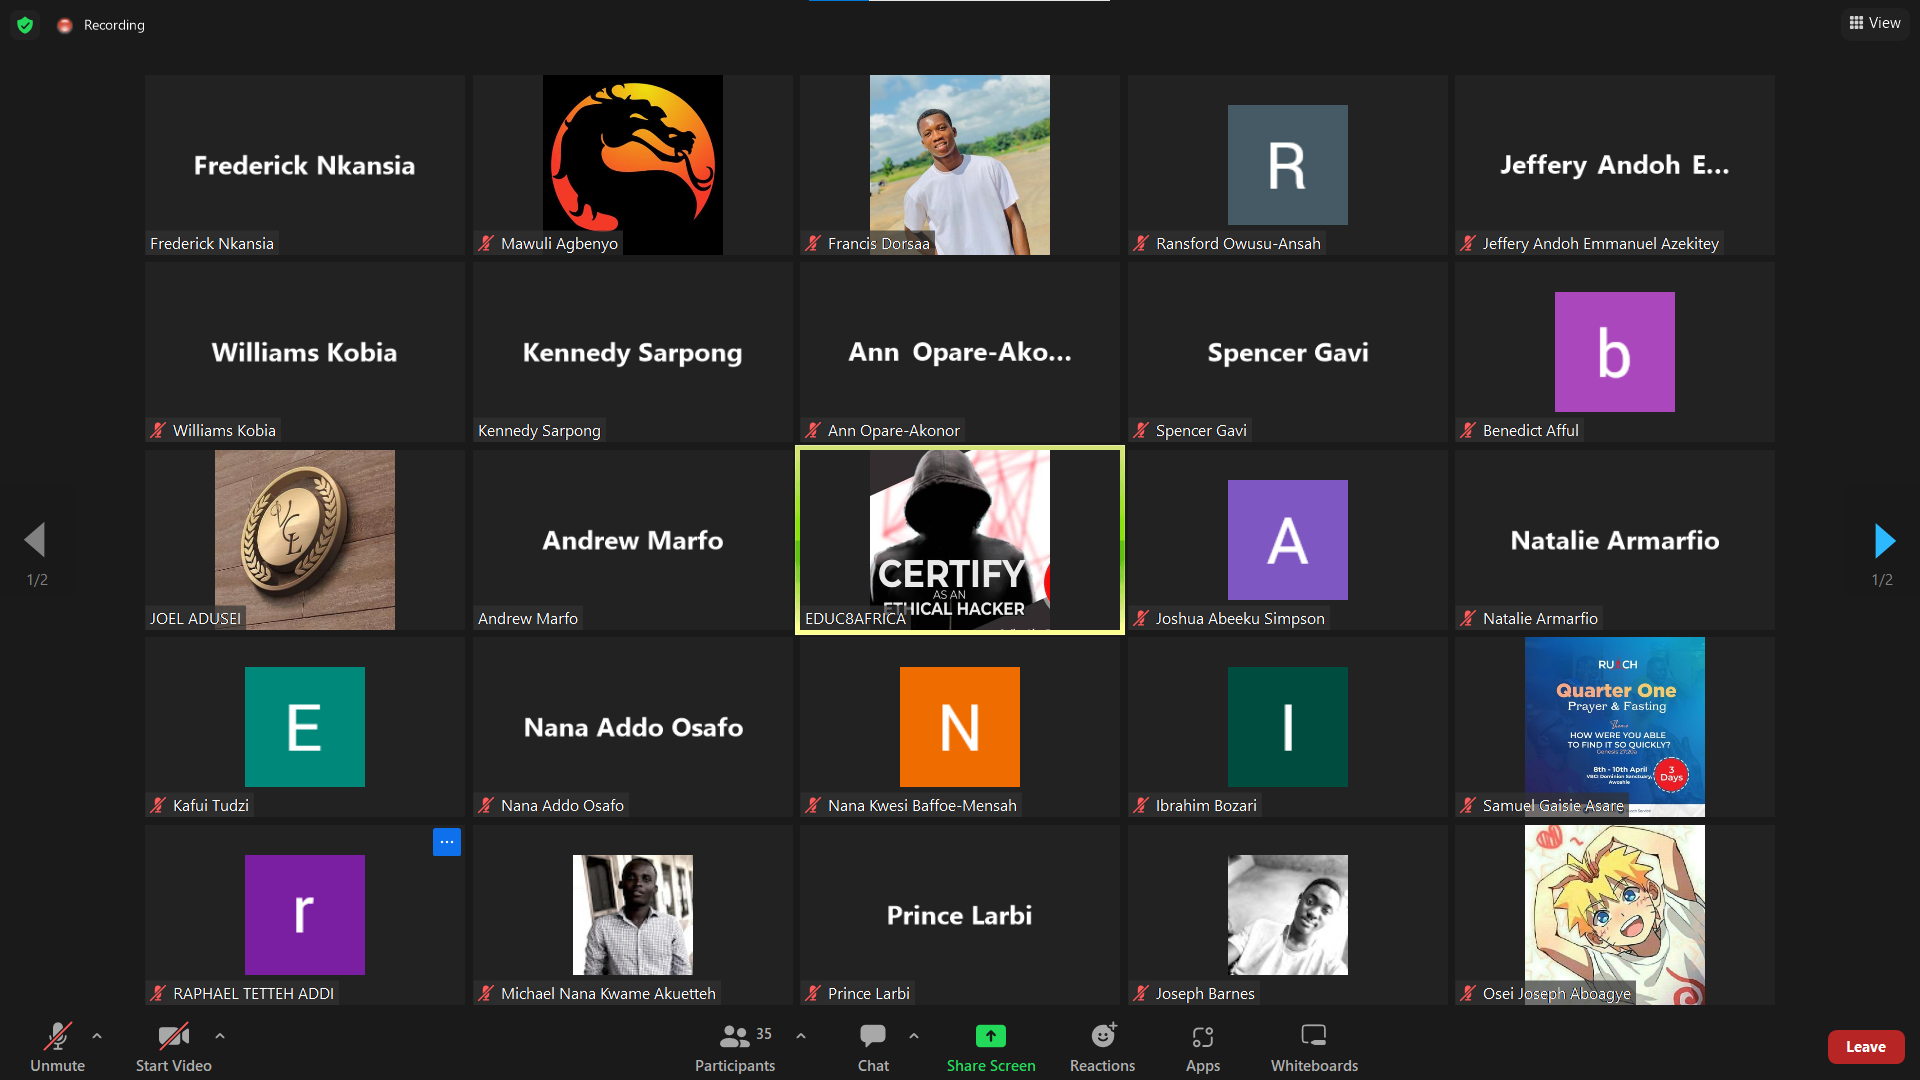 Recording
View
Frederick Nkansia
Frederick Nkansia
Mawuli Agbenyo
Francis Dorsaa
R
Ransford Owusu-Ansah
Jeffery Andoh E...
Jeffery Andoh Emmanuel Azekitey
Williams Kobia
Williams Kobia
Kennedy Sarpong
Kennedy Sarpong
Ann Opare-Ako...
Ann Opare-Akonor
Spencer Gavi
Spencer Gavi
b
Benedict Afful
1/2
VCL
JOEL ADUSEI
Andrew Marfo
Andrew Marfo
CERTIFY
AS AN
ETHICAL HACKER
EDUC8AFRICA
A
Joshua Abeeku Simpson
Natalie Armarfio
Natalie Armarfio
1/2
E
Kafui Tudzi
Nana Addo Osafo
Nana Addo Osafo
N
Nana Kwesi Baffoe-Mensah
I
Ibrahim Bozari
RUACH
Quarter One
Prayer & Fasting
Theme
HOW WERE YOU ABLE
TO FIND IT SO QUICKLY?
8th - 10th April
3
Days
Samuel Gaisie Asare
r
RAPHAEL TETTEH ADDI
Michael Nana Kwame Akuetteh
Prince Larbi
Prince Larbi
Joseph Barnes
Osei Joseph Aboagye
Unmute
Start Video
35
Participants
Chat
Share Screen
Reactions
Apps
Whiteboards
Leave